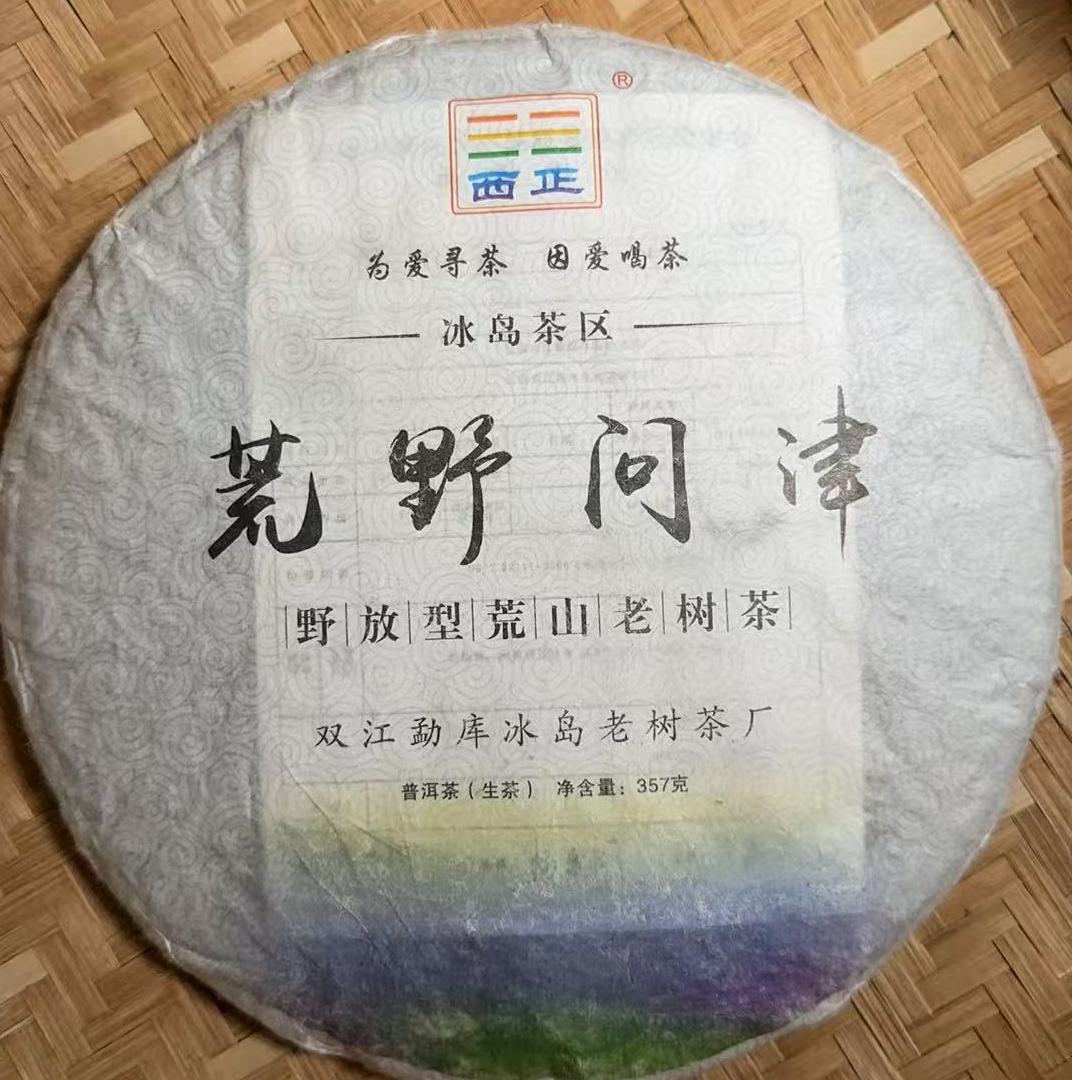 ®
西正
为爱寻茶 因爱喝茶
冰岛茶区
荒野问津
野放型荒山老树茶
双江勐库冰岛老树茶厂
普洱茶(生茶) 净含量:357克